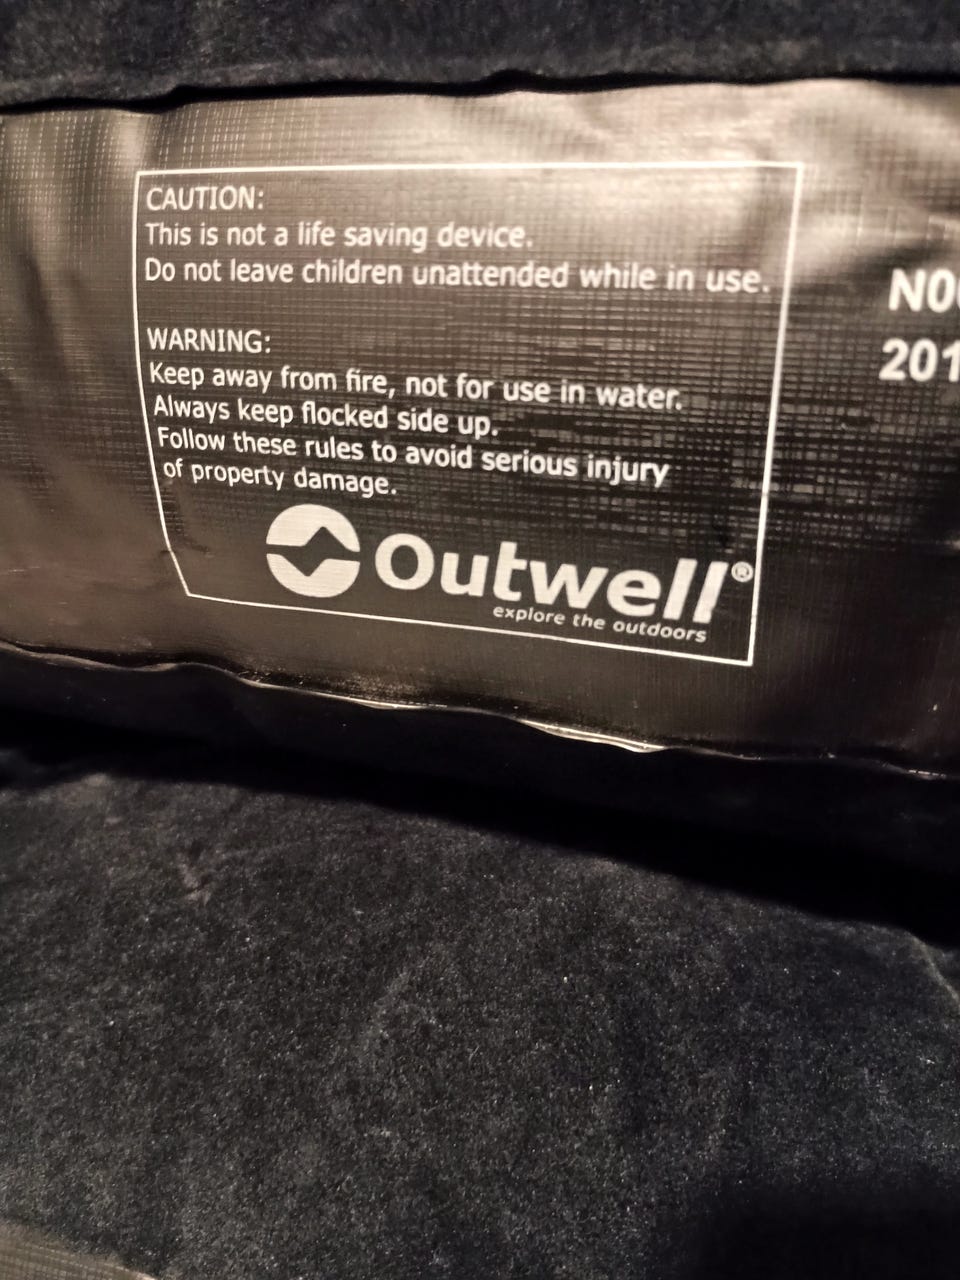 CAUTION:
This is not a life saving device.
Do not leave children unattended while in use.
WARNING:
Keep away from fire, not for use in water.
Always keep flocked side up.
Follow these rules to avoid serious injury
of property damage.
Outwell®
explore the outdoors